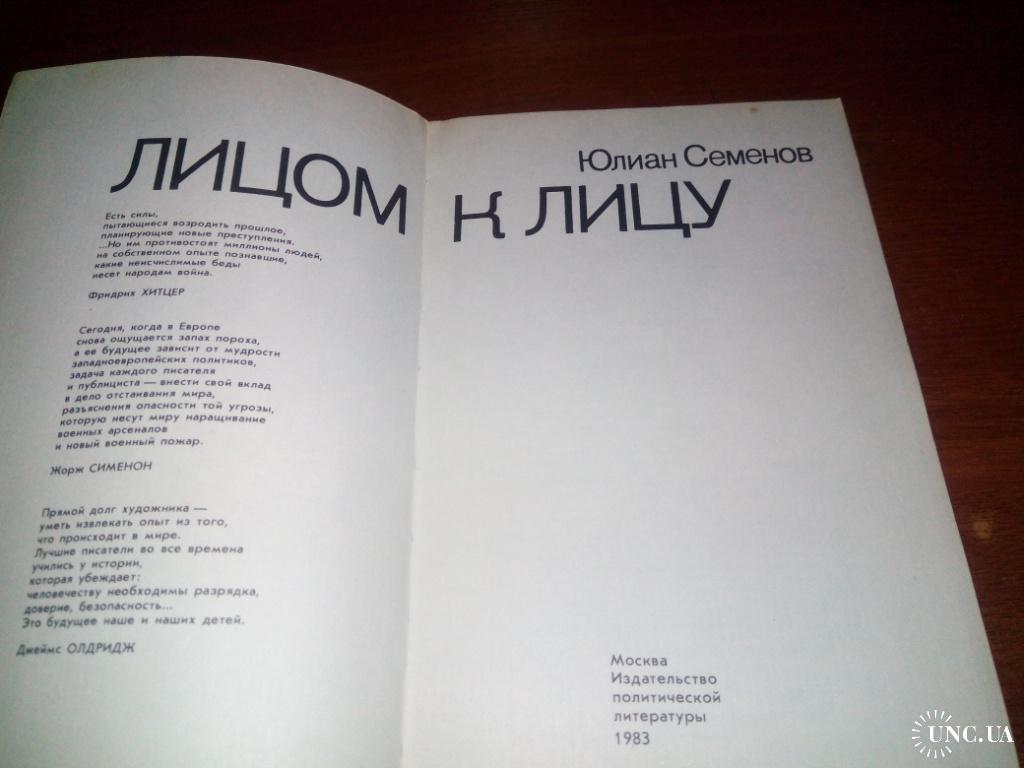 ЛИЦОМ К ЛИЦУ
Есть силы,
пытающиеся возродить прошлое,
планирующие новые преступления.
...Но им противостоят миллионы людей,
на собственном опыте познавшие,
какие неисчислимые беды
несет народам война.
Фридрих ХИТЦЕР
Сегодня, когда в Европе
снова ощущается запах пороха,
а ее будущее зависит от мудрости
западноевропейских политиков,
задача каждого писателя
и публициста — внести свой вклад
в дело отстаивания мира,
разъяснения опасности той угрозы,
которую несут миру наращивание
военных арсеналов
и новый военный пожар.
Жорж СИМЕНОН
Прямой долг художника —
уметь извлекать опыт из того,
что происходит в мире.
Лучшие писатели во все времена
учились у истории,
которая убеждает:
человечеству необходимы разрядка,
доверие, безопасность...
Это будущее наше и наших детей.
Джеймс ОЛДРИДЖ
Юлиан Семенов
Москва
Издательство
политической
литературы
1983
UNC.UA